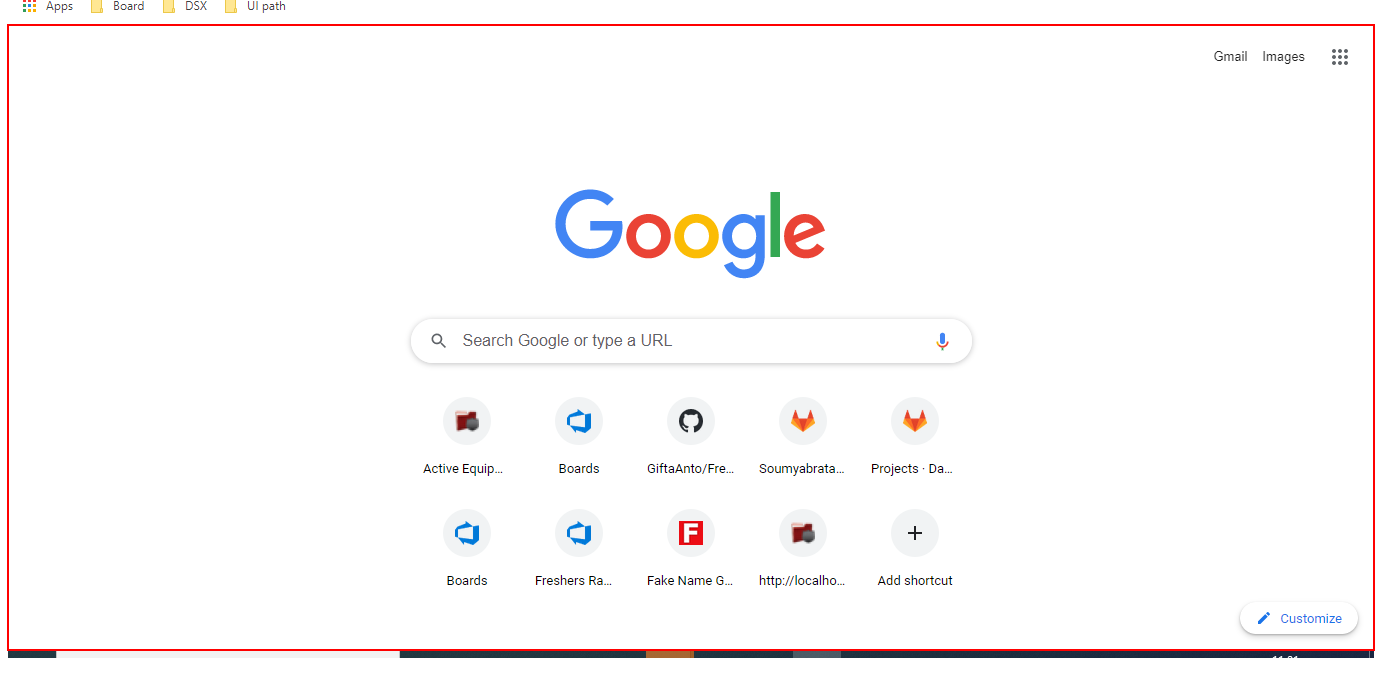 Apps Board DSX UI path
Gmail Images
Google
Search Google or type a URL
Active Equip... Boards GiftaAnto/Fre... Soumyabrata... Projects · Da...
F
Boards Freshers Ra... Fake Name G... http://localho... Add shortcut
Customize